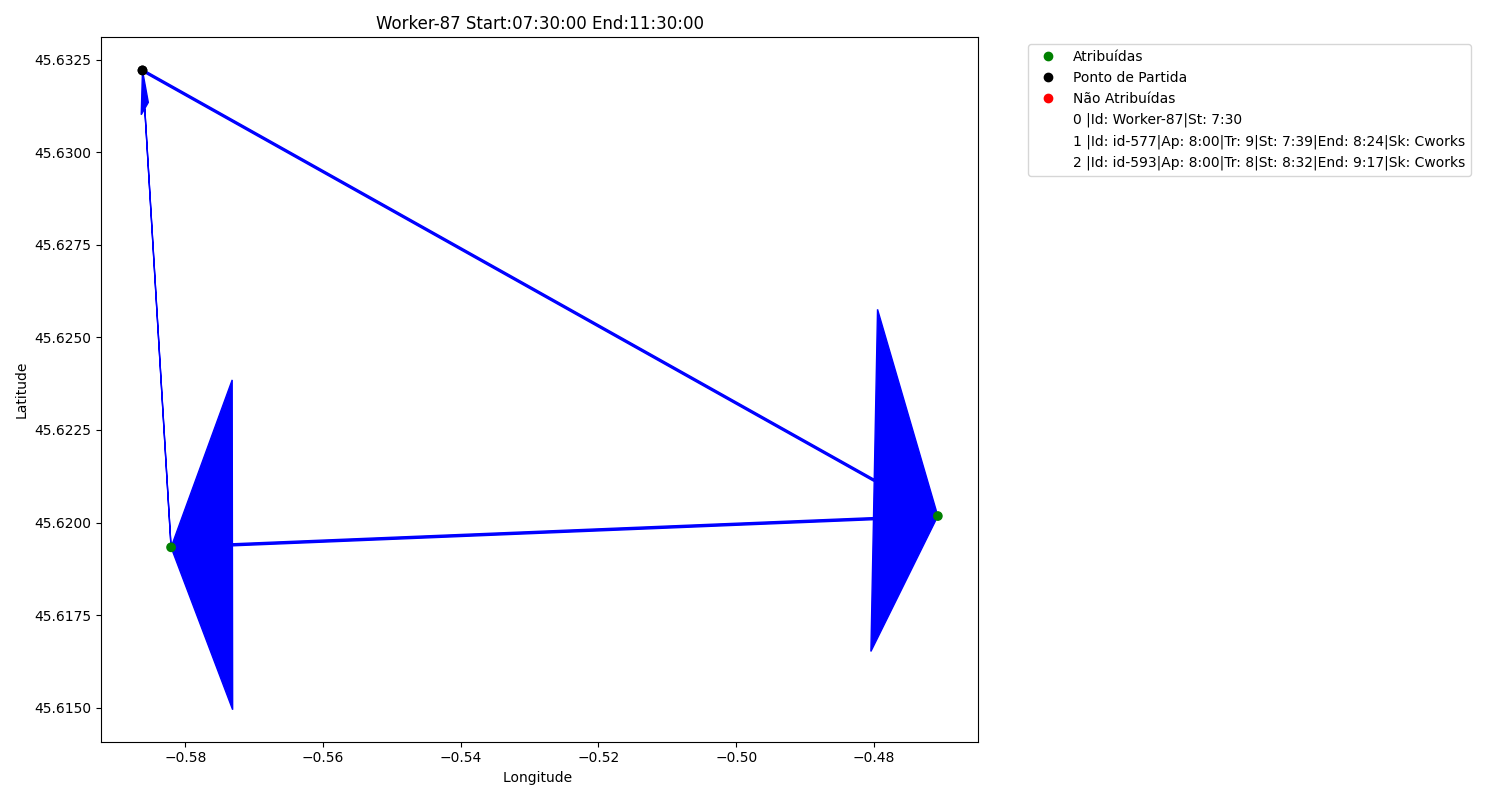 Worker-87 Start:07:30:00 End:11:30:00
45.6325
45.6300
45.6275
45.6250
45.6225
45.6200
45.6175
45.6150
Latitude
−0.58
−0.56
−0.54
−0.52
−0.50
−0.48
Longitude
Atribuídas
Ponto de Partida
Não Atribuídas
0 |Id: Worker-87|St: 7:30
1 |Id: id-577|Ap: 8:00|Tr: 9|St: 7:39|End: 8:24|Sk: Cworks
2 |Id: id-593|Ap: 8:00|Tr: 8|St: 8:32|End: 9:17|Sk: Cworks